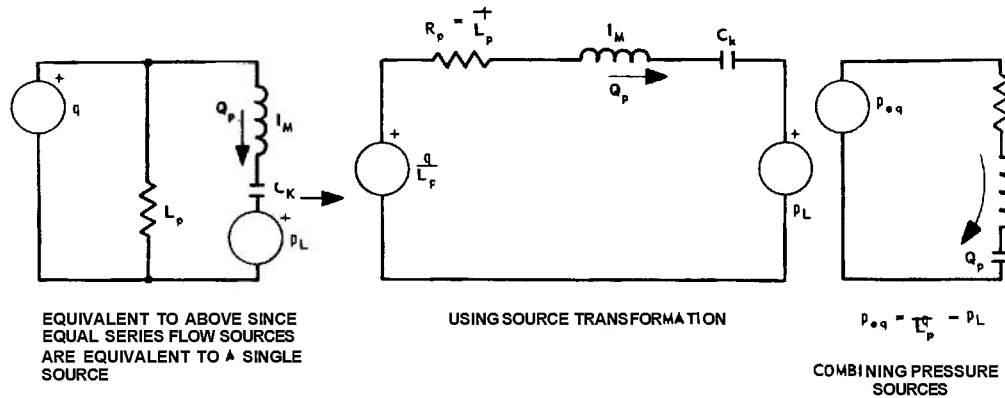 R_p = 1/L_p
I_M
C_k
Q_p
+
q
Q_p
I_M
C_K
L_p
+
p_L
+
q/L_P
+
p_L
+
p_eq
Q_p
EQUIVALENT TO ABOVE SINCE
EQUAL SERIES FLOW SOURCES
ARE EQUIVALENT TO A SINGLE
SOURCE
USING SOURCE TRANSFORMATION
p_eq = q/L_p - p_L
COMBINING PRESSURE
SOURCES